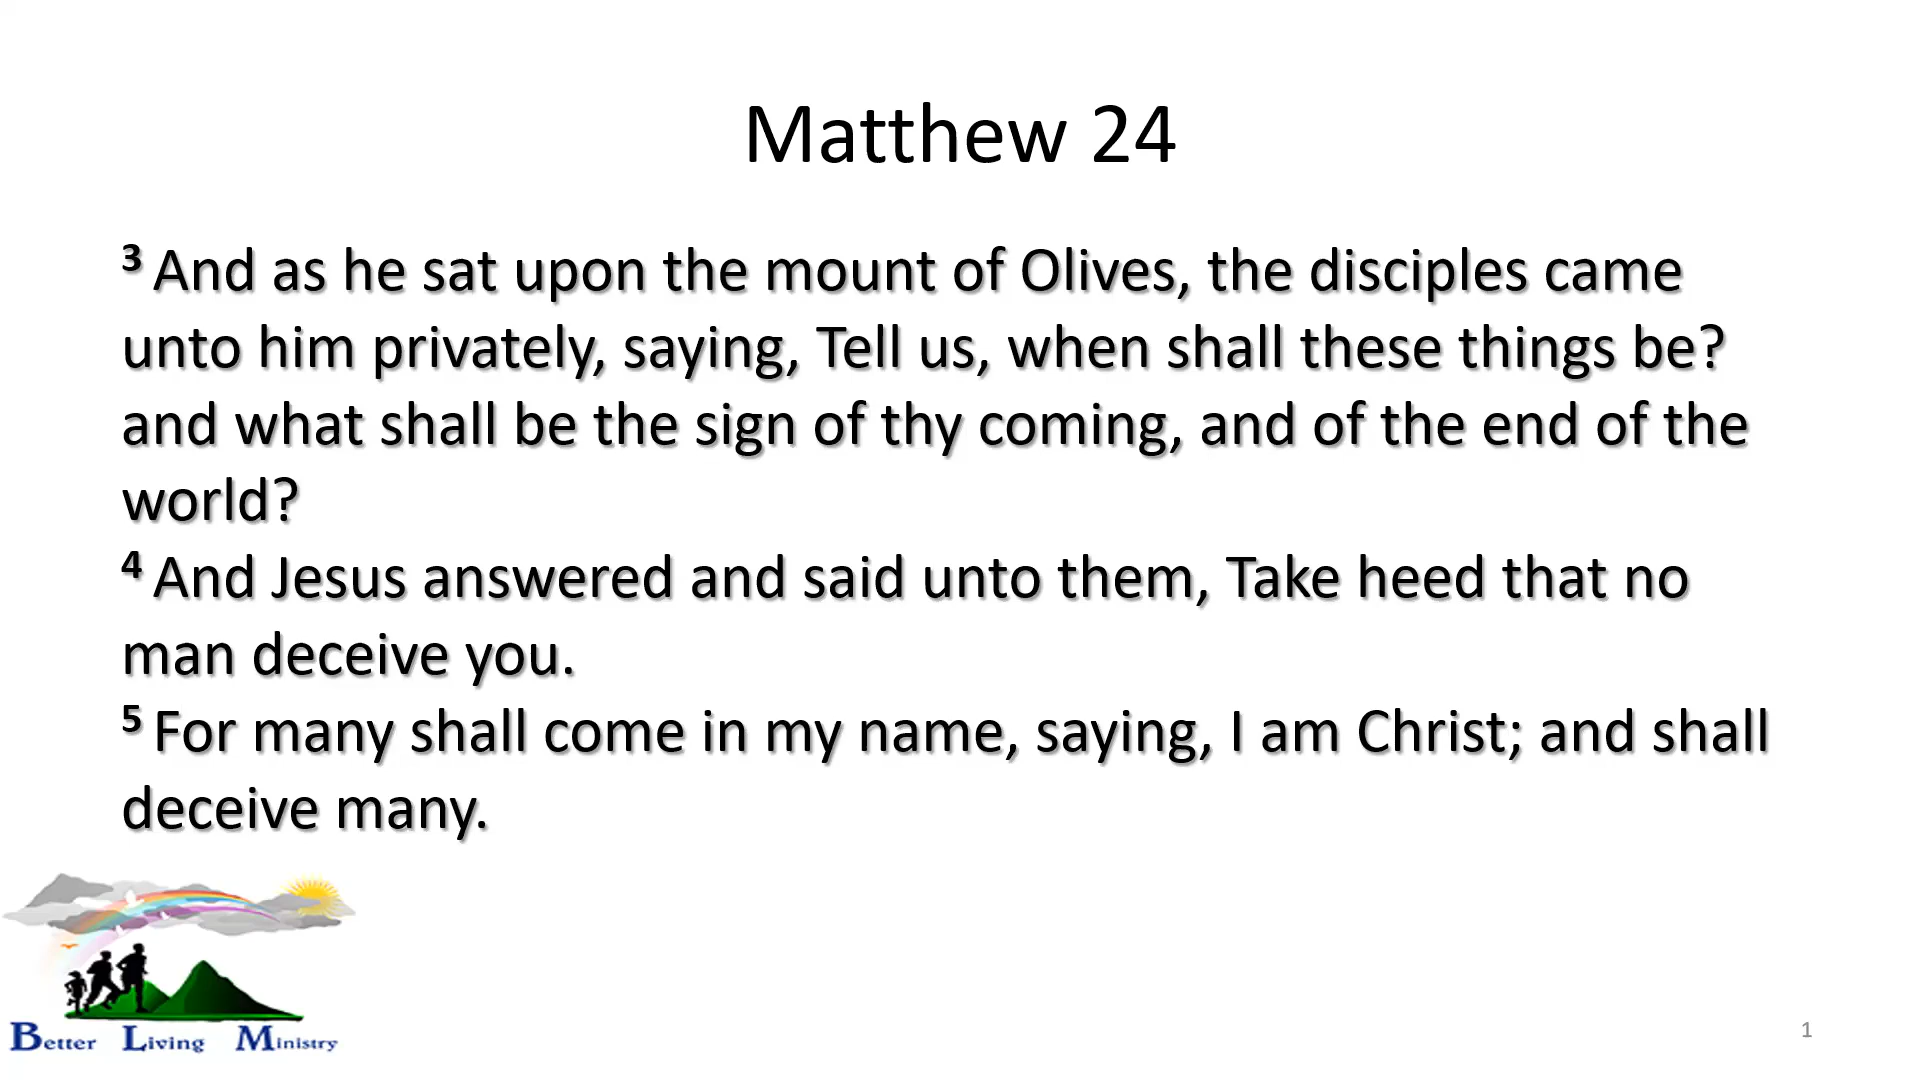 Matthew 24
3 And as he sat upon the mount of Olives, the disciples came
unto him privately, saying, Tell us, when shall these things be?
and what shall be the sign of thy coming, and of the end of the
world?
4 And Jesus answered and said unto them, Take heed that no
man deceive you.
5 For many shall come in my name, saying, I am Christ; and shall
deceive many.
Better Living Ministry
1